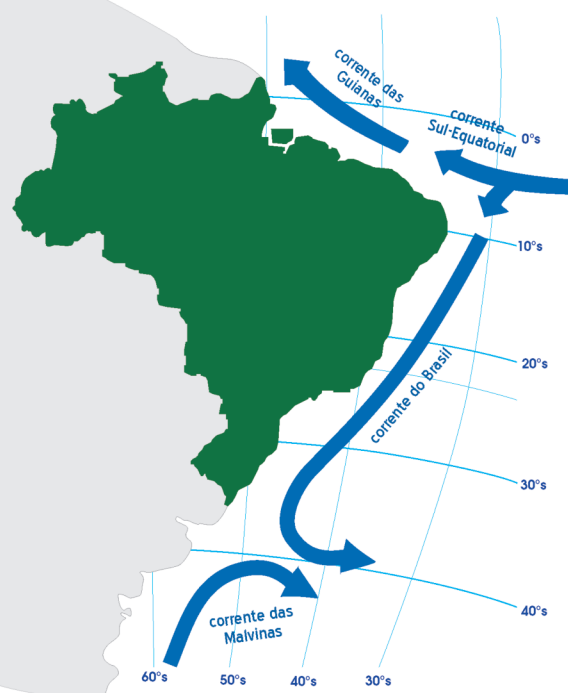 corrente das
Guianas
corrente
Sul-Equatorial
0°s
10°s
20°s
corrente do Brasil
30°s
40°s
corrente das
Malvinas
60°s
50°s
40°s
30°s